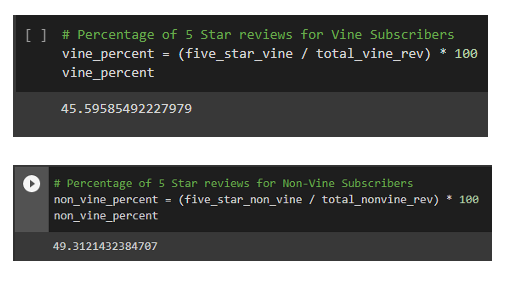 [ ] # Percentage of 5 Star reviews for Vine Subscribers
vine_percent = (five_star_vine / total_vine_rev) * 100
vine_percent
45.59585492227979
# Percentage of 5 Star reviews for Non-Vine Subscribers
non_vine_percent = (five_star_non_vine / total_nonvine_rev) * 100
non_vine_percent
49.3121432384707